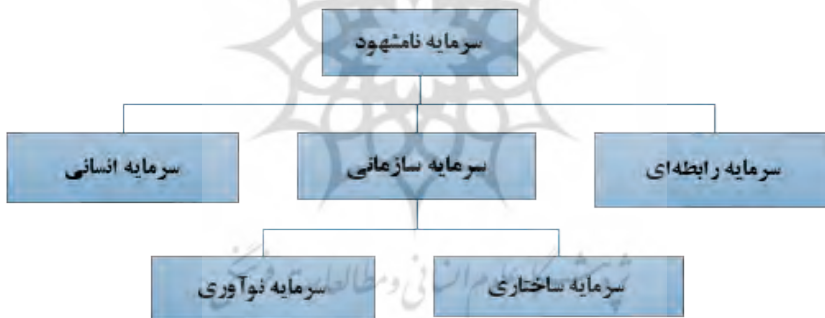 سرمایه نامشهود
سرمایه رابطه‌ای
سرمایه سازمانی
سرمایه انسانی
سرمایه ساختاری
سرمایه نوآوری